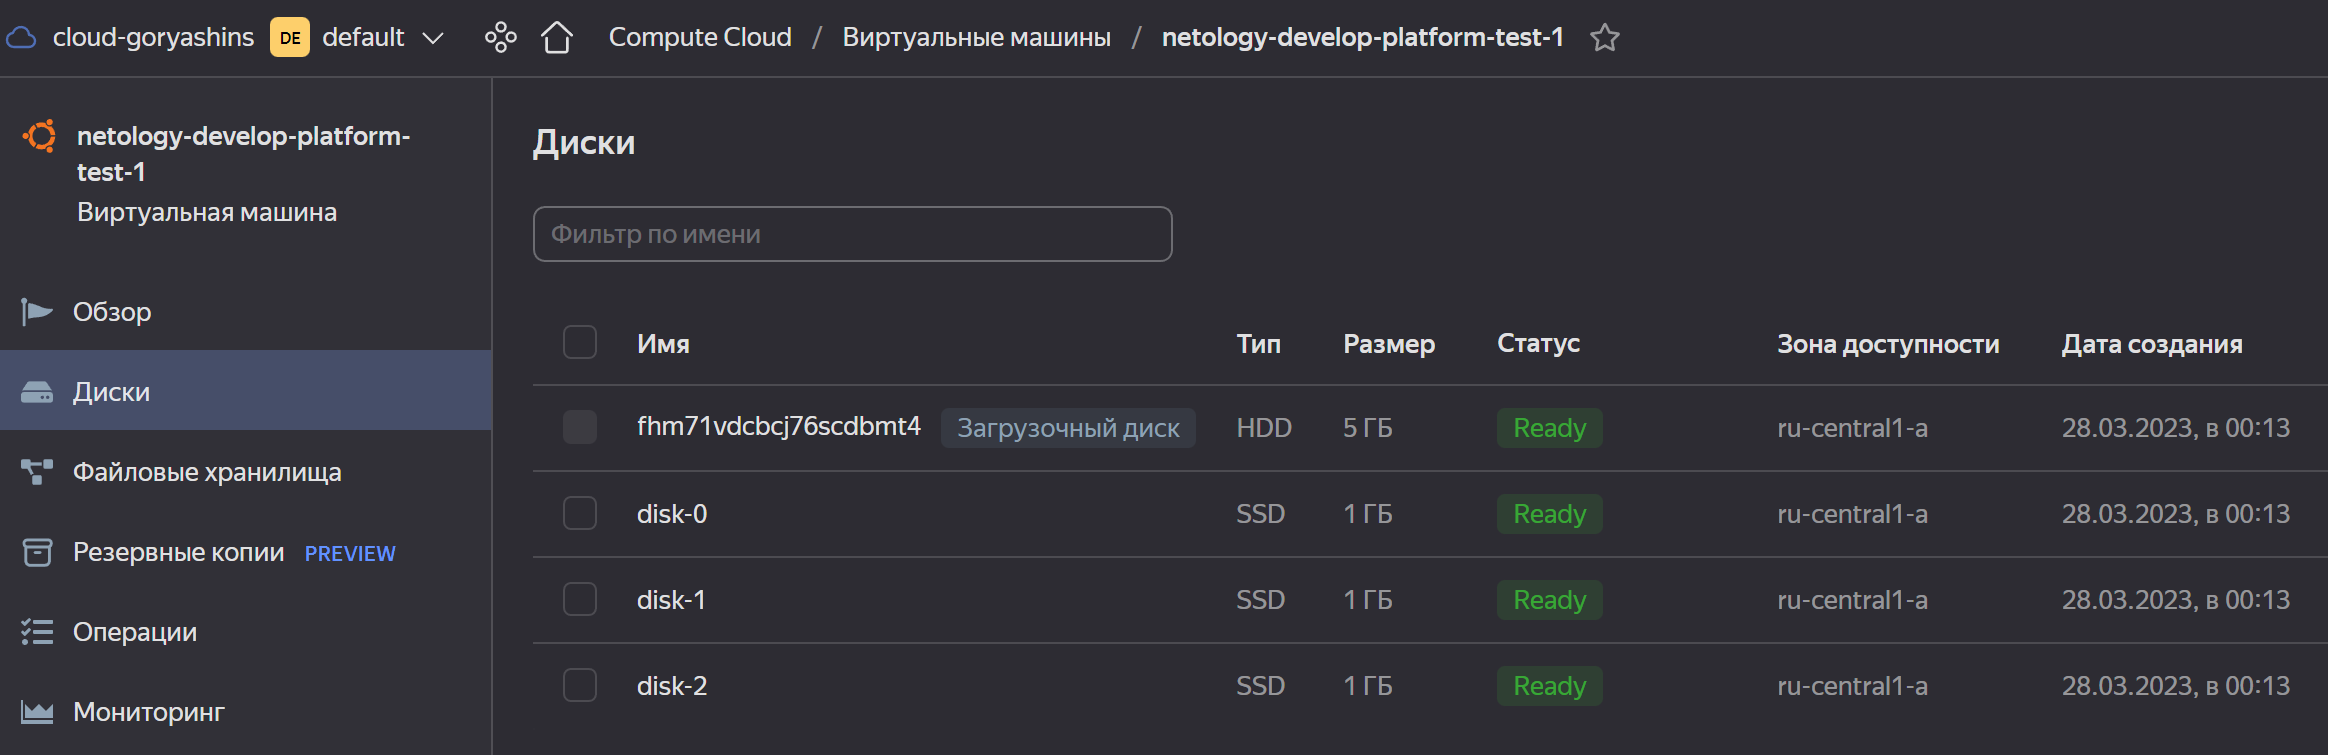 cloud-goryashins DE default Compute Cloud / Виртуальные машины / netology-develop-platform-test-1
netology-develop-platform-
test-1
Виртуальная машина
Обзор
Диски
Файловые хранилища
Резервные копии PREVIEW
Операции
Мониторинг
Диски
Фильтр по имени
Имя Тип Размер Статус Зона доступности Дата создания
fhm71vdcbcj76scdbmt4 Загрузочный диск HDD 5 ГБ Ready ru-central1-a 28.03.2023, в 00:13
disk-0 SSD 1 ГБ Ready ru-central1-a 28.03.2023, в 00:13
disk-1 SSD 1 ГБ Ready ru-central1-a 28.03.2023, в 00:13
disk-2 SSD 1 ГБ Ready ru-central1-a 28.03.2023, в 00:13